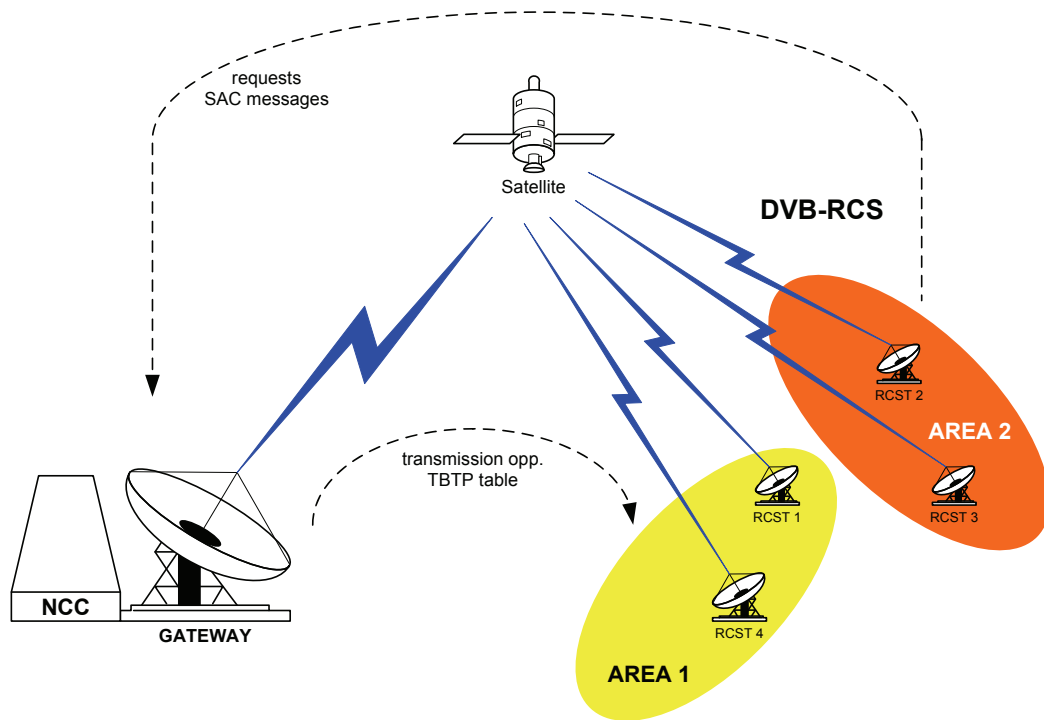 requests
SAC messages
Satellite
DVB-RCS
RCST 2
AREA 2
transmission opp.
TBTP table
RCST 1
RCST 3
NCC
GATEWAY
RCST 4
AREA 1